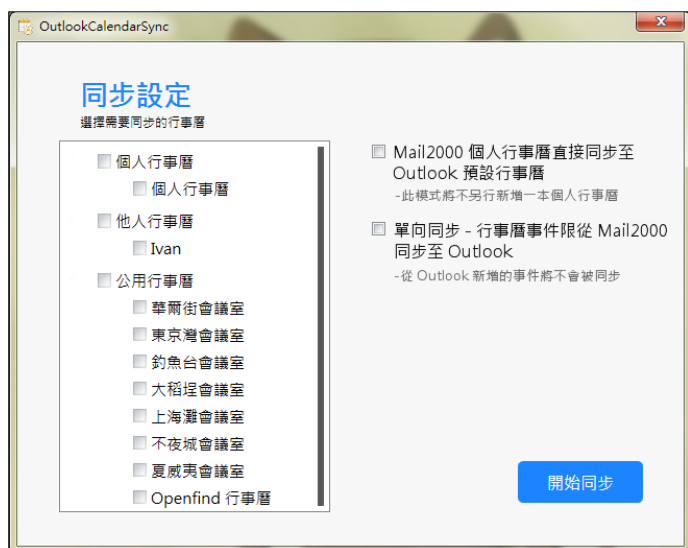 OutlookCalendarSync
同步設定
選擇需要同步的行事曆
個人行事曆
個人行事曆
他人行事曆
Ivan
公用行事曆
華爾街會議室
東京灣會議室
釣魚台會議室
大稻埕會議室
上海灘會議室
不夜城會議室
夏威夷會議室
Openfind 行事曆
Mail2000 個人行事曆直接同步至
Outlook 預設行事曆
-此模式將不另行新增一本個人行事曆
單向同步 - 行事曆事件限從 Mail2000
同步至 Outlook
-從 Outlook 新增的事件將不會被同步
開始同步